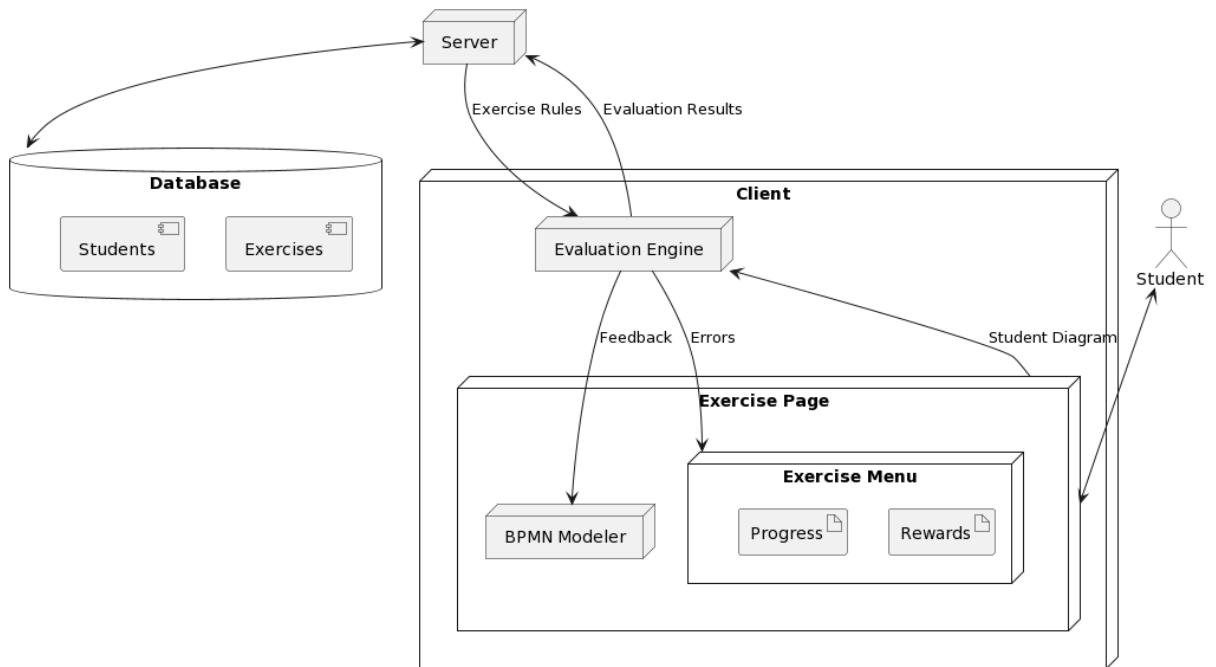 Server
Exercise Rules
Evaluation Results
Database
Students
Exercises
Client
Evaluation Engine
Student
Feedback
Errors
Student Diagram
Exercise Page
Exercise Menu
BPMN Modeler
Progress
Rewards